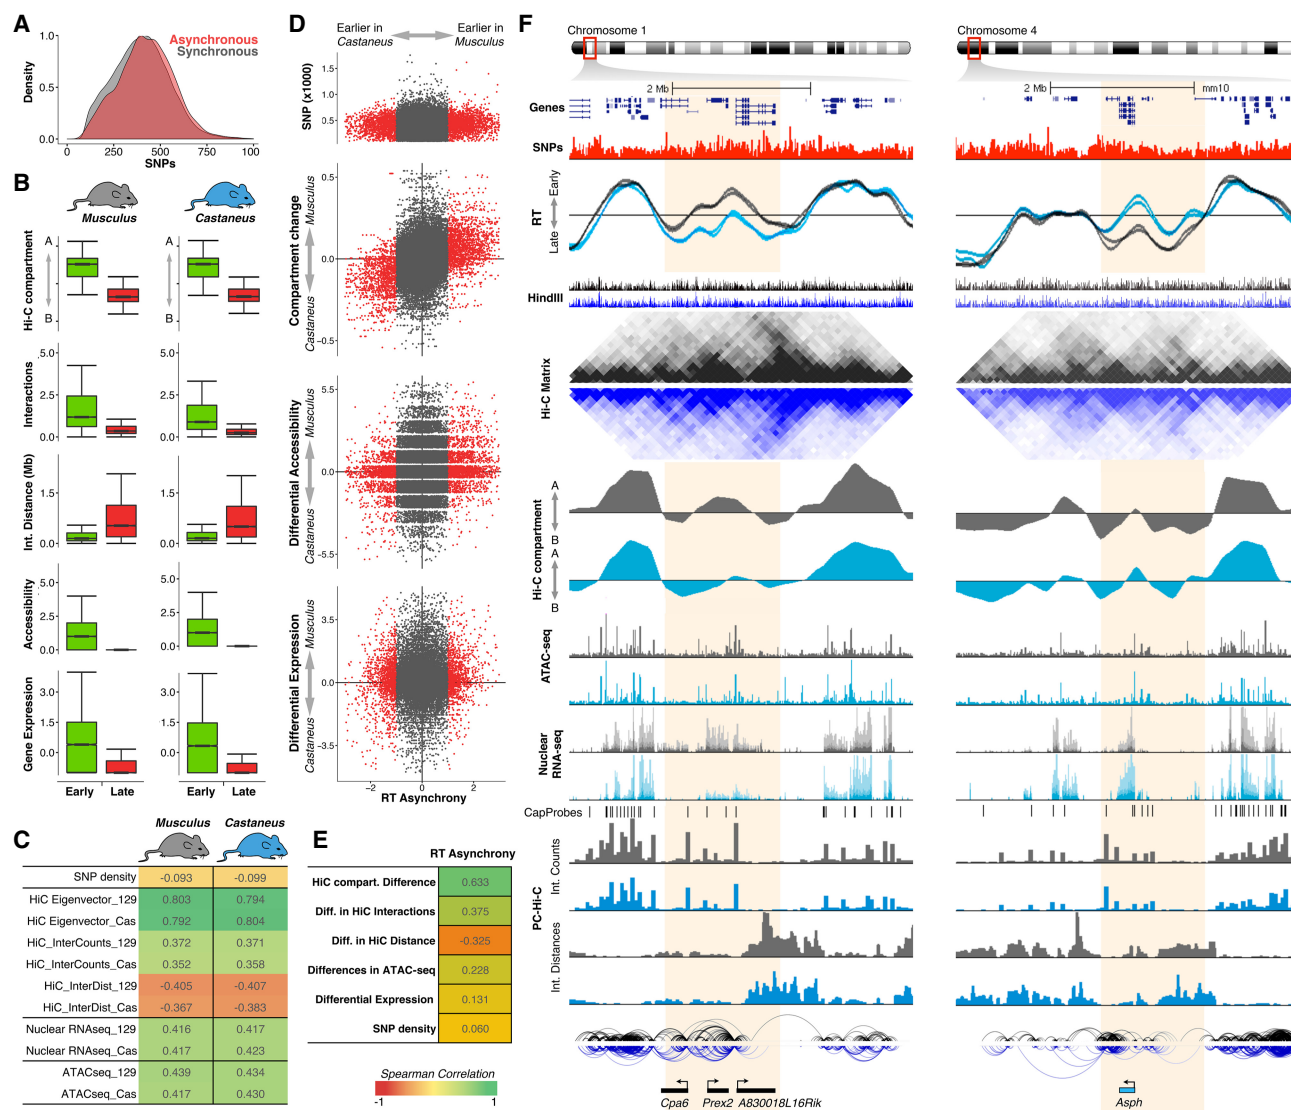 A
Asynchronous
Synchronous
Density
1.0
0.5
0.0
0
250
500
750
100
SNPs
B
Musculus
Castaneus
Hi-C compartment
A
B
A
B
Interactions
5.0
2.5
0.0
5.0
2.5
0.0
Int. Distance (Mb)
1.5
0.0
1.5
0.0
Accessibility
5.0
2.5
0.0
5.0
2.5
0.0
Gene Expression
3.0
1.5
0.0
3.0
1.5
0.0
Early
Late
Early
Late
C
Musculus
Castaneus
SNP density -0.093 -0.099
HiC Eigenvector_129 0.803 0.794
HiC Eigenvector_Cas 0.792 0.804
HiC_InterCounts_129 0.372 0.371
HiC_InterCounts_Cas 0.352 0.358
HiC_InterDist_129 -0.405 -0.407
HiC_InterDist_Cas -0.367 -0.383
Nuclear RNAseq_129 0.416 0.417
Nuclear RNAseq_Cas 0.417 0.423
ATACseq_129 0.439 0.434
ATACseq_Cas 0.417 0.430
D
Earlier in
Castaneus
Earlier in
Musculus
SNP (x1000)
1.5
1.0
0.5
Compartment change
Castaneus
Musculus
0.5
0.0
-0.5
Differential Accessibility
Castaneus
Musculus
5.5
0.0
-5.5
Differential Expression
Castaneus
Musculus
3.5
0.0
-3.5
-2
0
2
RT Asynchrony
E
RT Asynchrony
HiC compart. Difference 0.633
Diff. in HiC Interactions 0.375
Diff. in HiC Distance -0.325
Differences in ATAC-seq 0.228
Differential Expression 0.131
SNP density 0.060
Spearman Correlation
-1
1
F
Chromosome 1
Chromosome 4
2 Mb
2 Mb
mm10
Genes
SNPs
RT
Late
Early
HindIII
Hi-C Matrix
Hi-C compartment
A
B
A
B
ATAC-seq
Nuclear
RNA-seq
CapProbes
PC-Hi-C
Int. Counts
Int. Distances
Cpa6
Prex2
A830018L16Rik
Asph